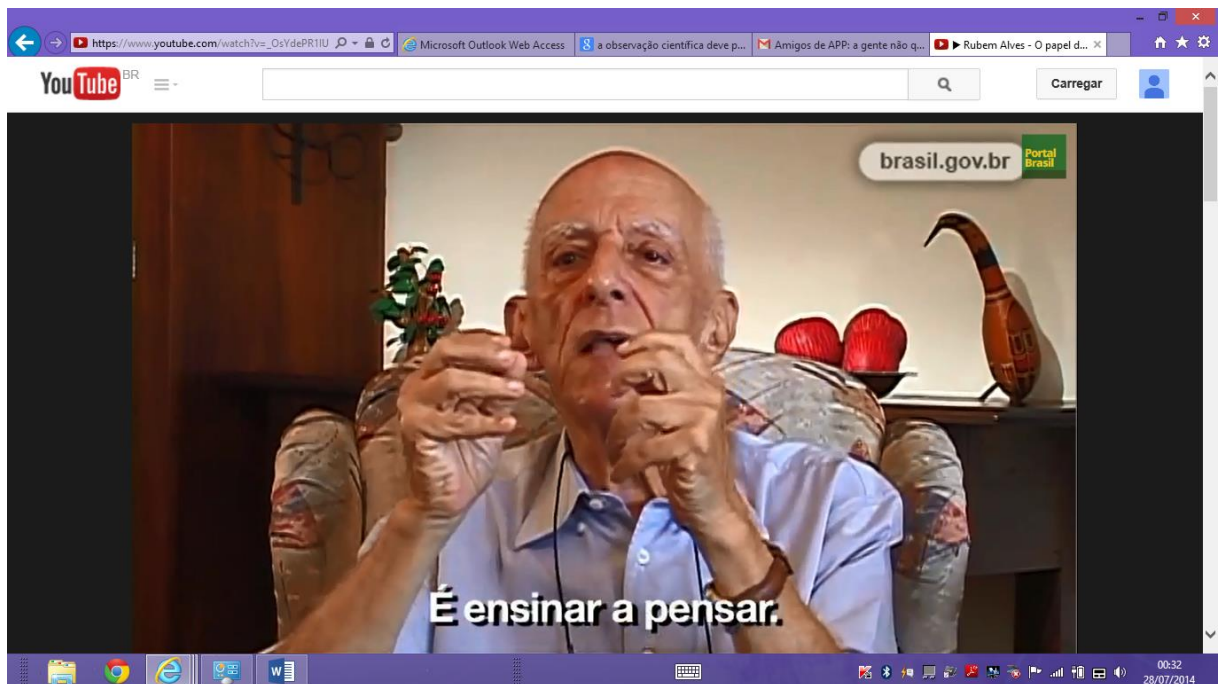 https://www.youtube.com/watch?v=_OsYdePR1IU
Microsoft Outlook Web Access
a observação científica deve p...
Amigos de APP: a gente não q...
Rubem Alves - O papel d...
YouTube BR
Carregar
brasil.gov.br
Portal
Brasil
É ensinar a pensar.
00:32
28/07/2014